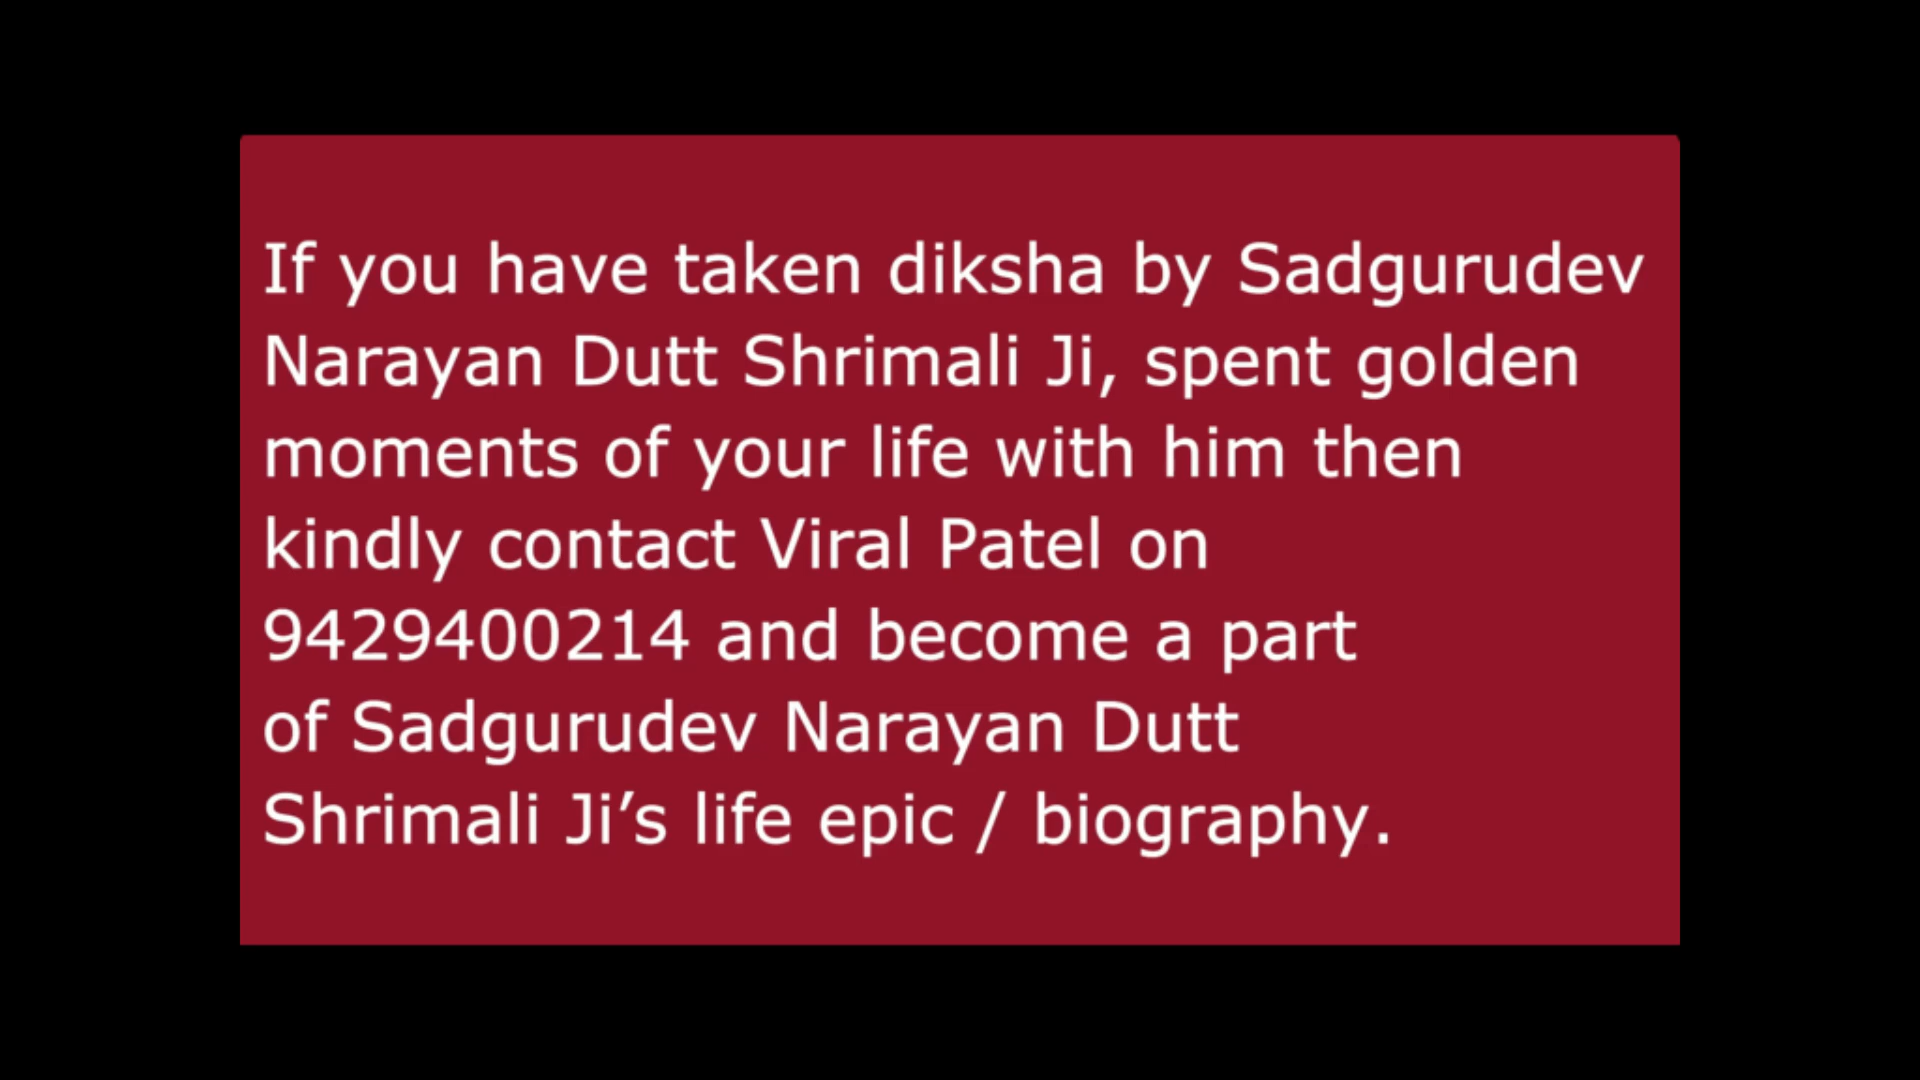 If you have taken diksha by Sadgurudev
Narayan Dutt Shrimali Ji, spent golden
moments of your life with him then
kindly contact Viral Patel on
9429400214 and become a part
of Sadgurudev Narayan Dutt
Shrimali Ji’s life epic / biography.